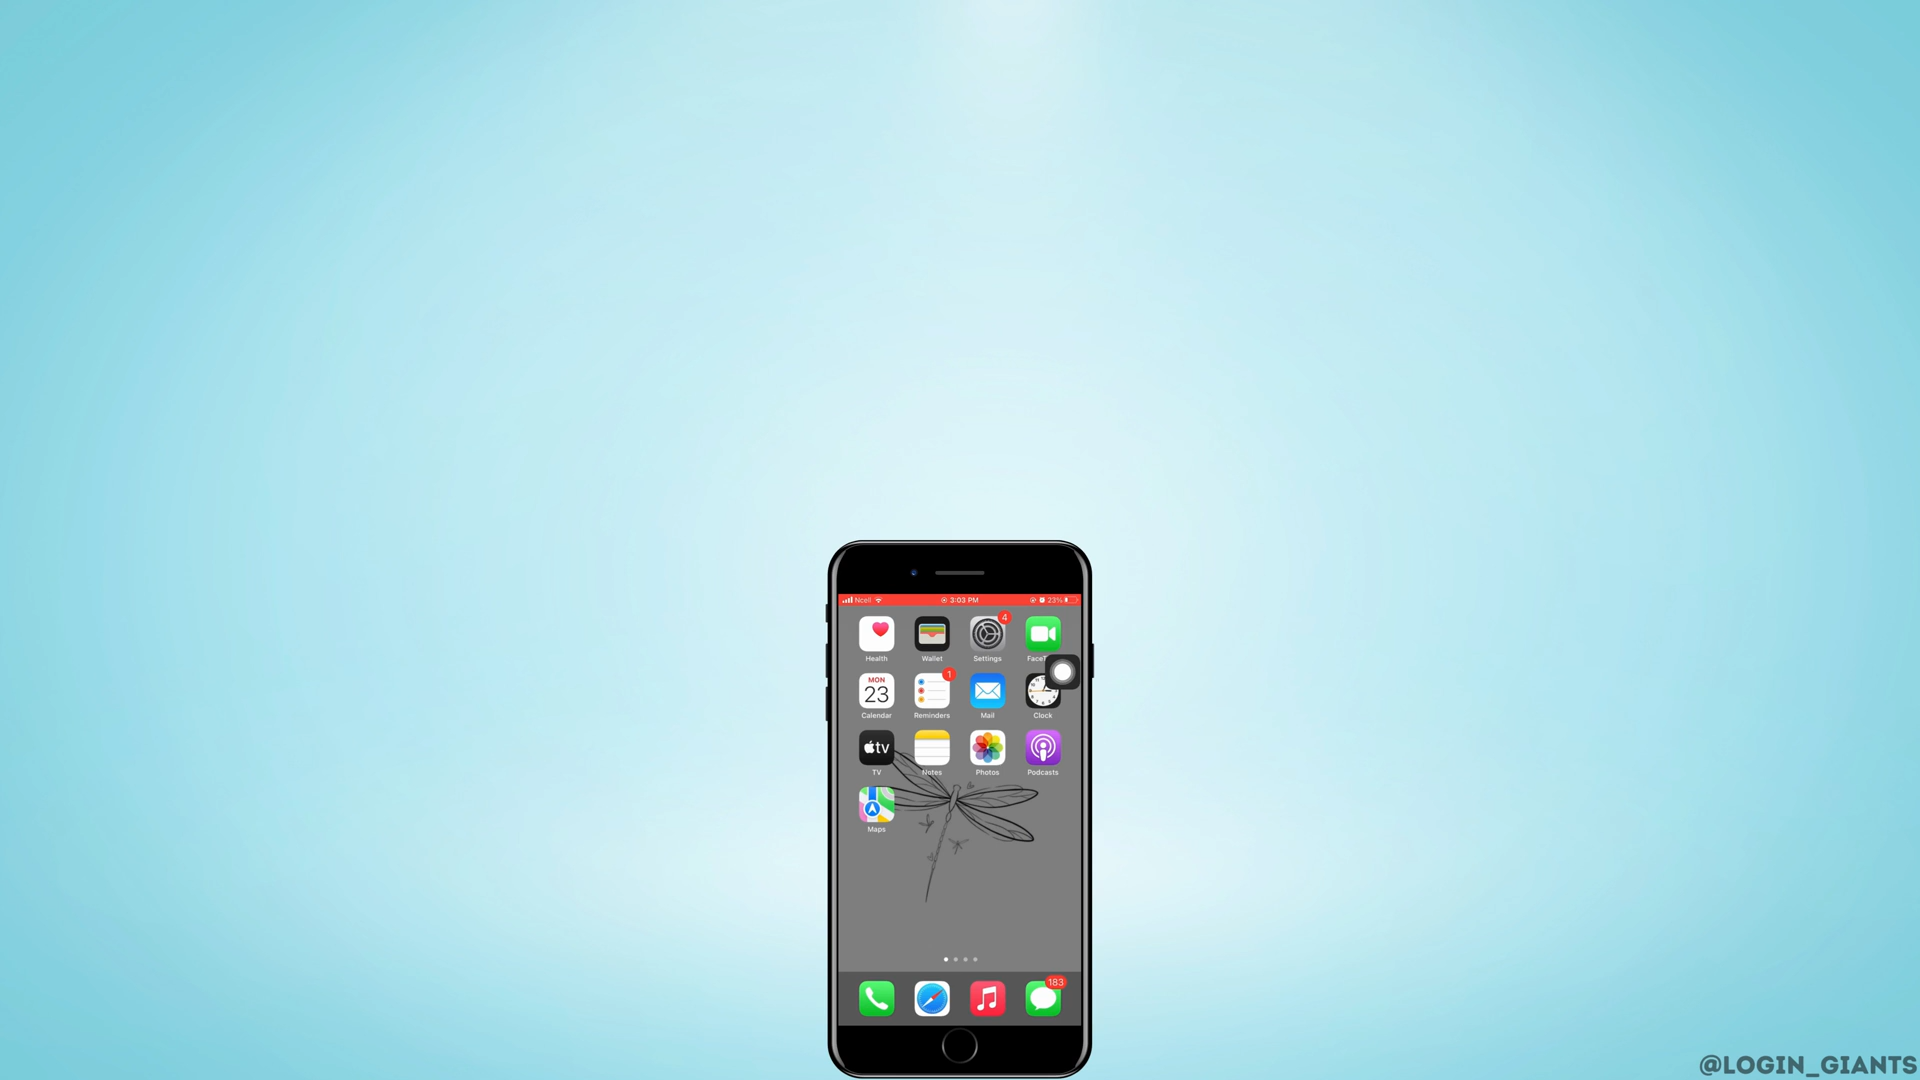 Ncell 3:03 PM 23%
4
Health Wallet Settings FaceT
MON
23 1
Calendar Reminders Mail Clock
tv
TV Notes Photos Podcasts
Maps
183
@LOGIN_GIANTS